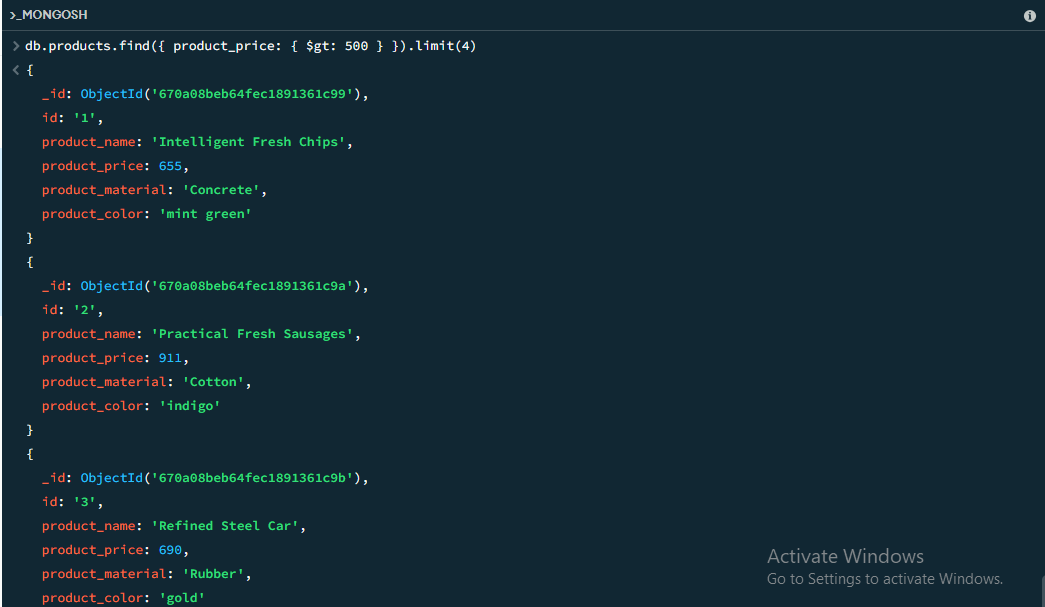 >_MONGOSH
> db.products.find({ product_price: { $gt: 500 } }).limit(4)
< {
_id: ObjectId('670a08beb64fec1891361c99'),
id: '1',
product_name: 'Intelligent Fresh Chips',
product_price: 655,
product_material: 'Concrete',
product_color: 'mint green'
}
{
_id: ObjectId('670a08beb64fec1891361c9a'),
id: '2',
product_name: 'Practical Fresh Sausages',
product_price: 911,
product_material: 'Cotton',
product_color: 'indigo'
}
{
_id: ObjectId('670a08beb64fec1891361c9b'),
id: '3',
product_name: 'Refined Steel Car',
product_price: 690,
product_material: 'Rubber',
product_color: 'gold'
Activate Windows
Go to Settings to activate Windows.